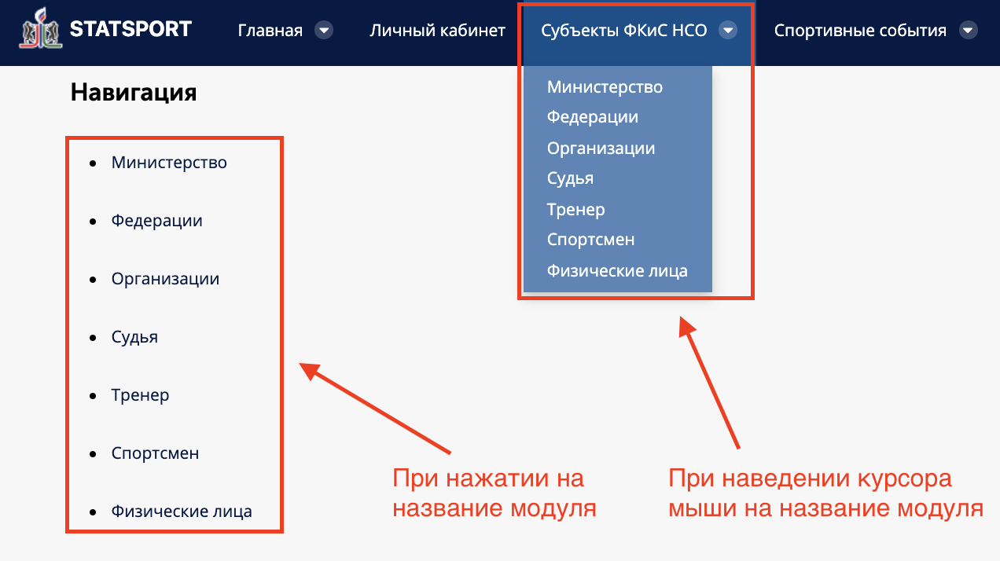 STATSPORT
Главная
Личный кабинет
Субъекты ФКиС НСО
Спортивные события
Навигация
Министерство
Федерации
Организации
Судья
Тренер
Спортсмен
Физические лица
Министерство
Федерации
Организации
Судья
Тренер
Спортсмен
Физические лица
При нажатии на
название модуля
При наведении курсора
мыши на название модуля